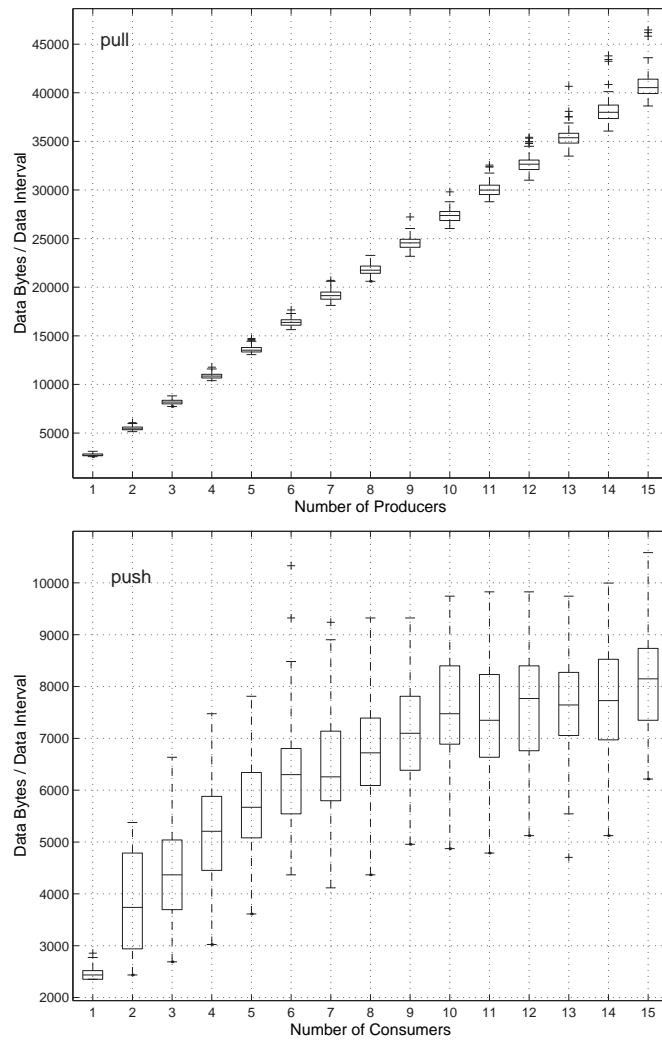 pull
45000
40000
35000
30000
25000
20000
15000
10000
5000
Data Bytes / Data Interval
1 2 3 4 5 6 7 8 9 10 11 12 13 14 15
Number of Producers
push
10000
9000
8000
7000
6000
5000
4000
3000
2000
Data Bytes / Data Interval
1 2 3 4 5 6 7 8 9 10 11 12 13 14 15
Number of Consumers